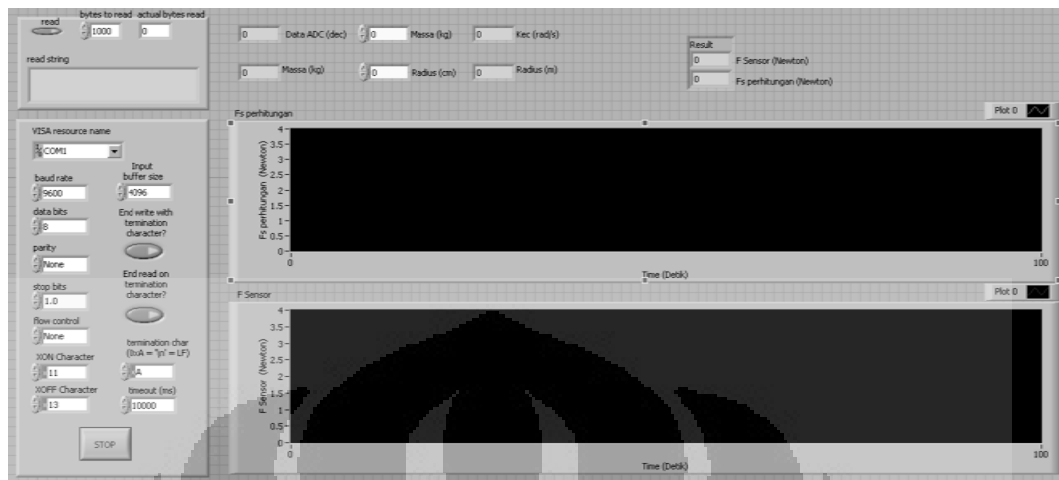 read
bytes to read
1000
actual bytes read
0
read string
0 Data ADC (dec)
0 Massa (kg)
0 Kec (rad/s)
0 Massa (kg)
0 Radius (cm)
0 Radius (m)
Result
0 F Sensor (Newton)
0 Fs perhitungan (Newton)
VISA resource name
COM1
baud rate
9600
Input
buffer size
4096
data bits
8
End write with
termination
character?
parity
None
End read on
termination
character?
stop bits
1.0
flow control
None
termination char
(0xA = '\n' = LF)
A
XON Character
11
XOFF Character
13
timeout (ms)
10000
STOP
Fs perhitungan
Plot 0
Fs perhitungan (Newton)
4
3.5
3
2.5
2
1.5
1
0.5
0
0
100
Time (Detik)
F Sensor
Plot 0
F Sensor (Newton)
4
3.5
3
2.5
2
1.5
1
0.5
0
0
100
Time (Detik)